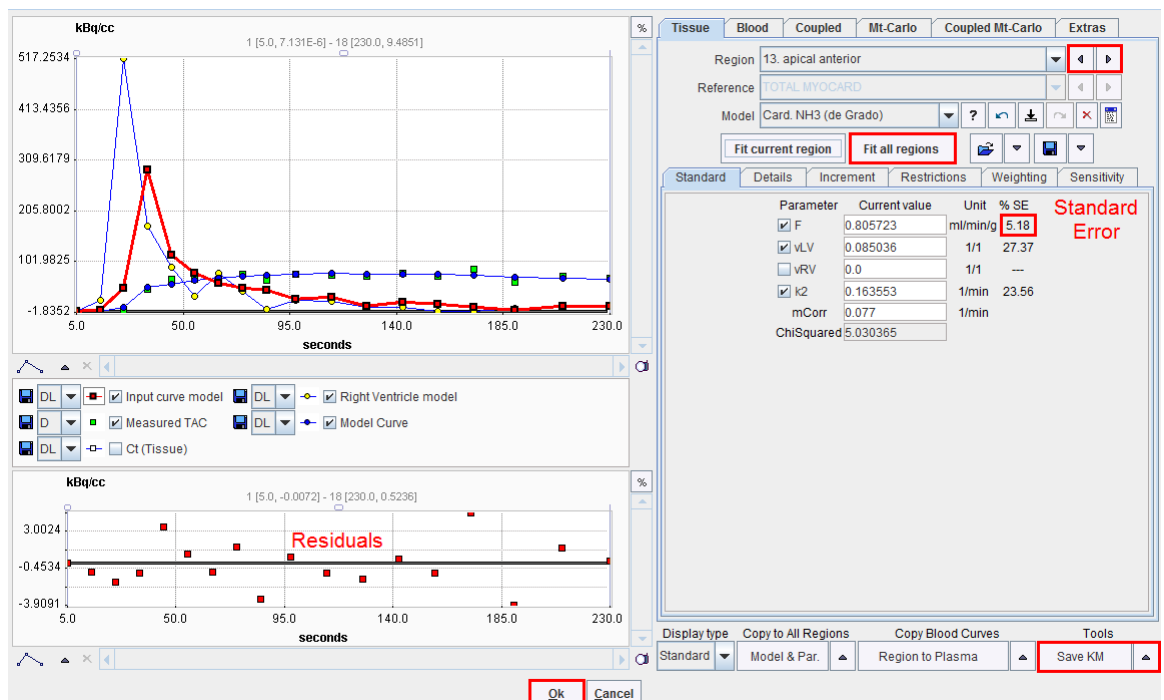 kBq/cc
1 [5.0, 7.131E-6] - 18 [230.0, 9.4851]
%
517.2534
413.4356
309.6179
205.8002
101.9825
-1.8352
5.0 50.0 95.0 140.0 185.0 230.0
seconds
DL Input curve model DL Right Ventricle model
D Measured TAC DL Model Curve
DL Ct (Tissue)
kBq/cc
1 [5.0, -0.0072] - 18 [230.0, 0.5236]
%
3.0024
Residuals
-0.4534
-3.9091
5.0 50.0 95.0 140.0 185.0 230.0
seconds
Tissue Blood Coupled Mt-Carlo Coupled Mt-Carlo Extras
Region 13. apical anterior
Reference TOTAL MYOCARD
Model Card. NH3 (de Grado) ?
Fit current region Fit all regions
Standard Details Increment Restrictions Weighting Sensitivity
Parameter Current value Unit % SE
Standard
Error
F 0.805723 ml/min/g 5.18
vLV 0.085036 1/1 27.37
vRV 0.0 1/1 ---
k2 0.163553 1/min 23.56
mCorr 0.077 1/min
ChiSquared 5.030365
Display type Copy to All Regions Copy Blood Curves Tools
Standard Model & Par. Region to Plasma Save KM
Ok Cancel